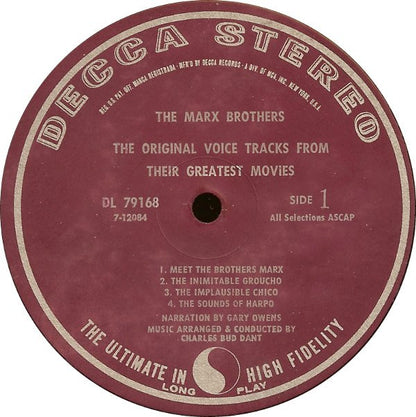 DECCA STEREO
REG. U.S. PAT. OFF. MARCA REGISTRADA · MFR'D BY DECCA RECORDS · A DIV. OF MCA INC. NEW YORK, U.S.A.
THE MARX BROTHERS
THE ORIGINAL VOICE TRACKS FROM
THEIR GREATEST MOVIES
DL 79168 SIDE 1
7-12084 All Selections ASCAP
1. MEET THE BROTHERS MARX
2. THE INIMITABLE GROUCHO
3. THE IMPLAUSIBLE CHICO
4. THE SOUNDS OF HARPO
NARRATION BY GARY OWENS
MUSIC ARRANGED & CONDUCTED BY
CHARLES BUD DANT
THE ULTIMATE IN HIGH FIDELITY
LONG PLAY